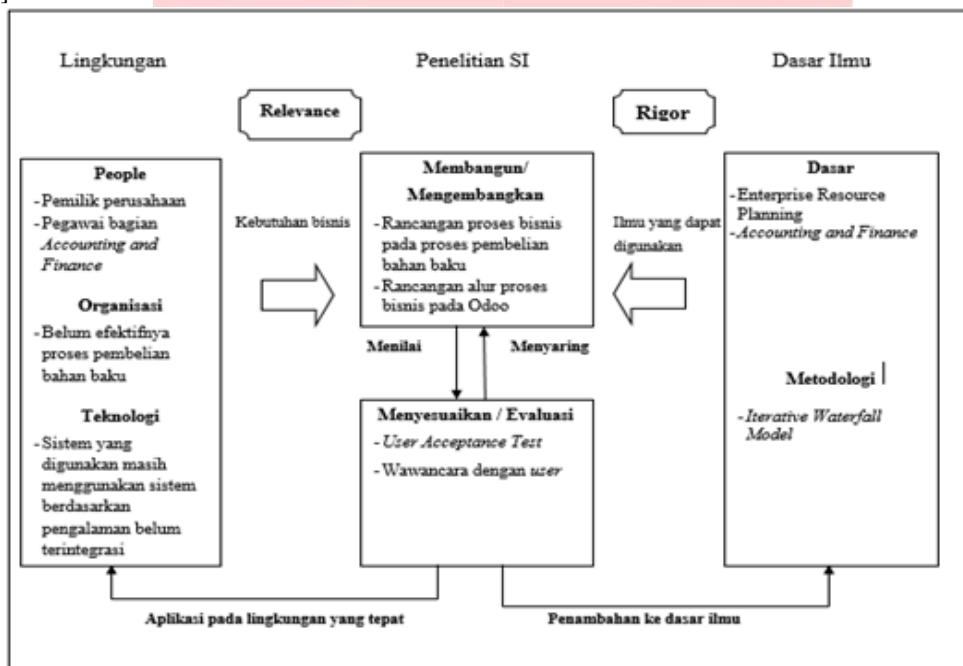 Lingkungan
Penelitian SI
Dasar Ilmu
Relevance
Rigor
People
-Pemilik perusahaan
-Pegawai bagian
Accounting and
Finance
Organisasi
-Belum efektifnya
proses pembelian
bahan baku
Teknologi
-Sistem yang
digunakan masih
menggunakan sistem
berdasarkan
pengalaman belum
terintegrasi
Kebutuhan bisnis
Membangun/
Mengembangkan
-Rancangan proses bisnis
pada proses pembelian
bahan baku
-Rancangan alur proses
bisnis pada Odoo
Menilai
Menyaring
Menyesuaikan / Evaluasi
-User Acceptance Test
-Wawancara dengan user
Ilmu yang dapat
digunakan
Dasar
-Enterprise Resource
Planning
-Accounting and Finance
Metodologi
-Iterative Waterfall
Model
Aplikasi pada lingkungan yang tepat
Penambahan ke dasar ilmu